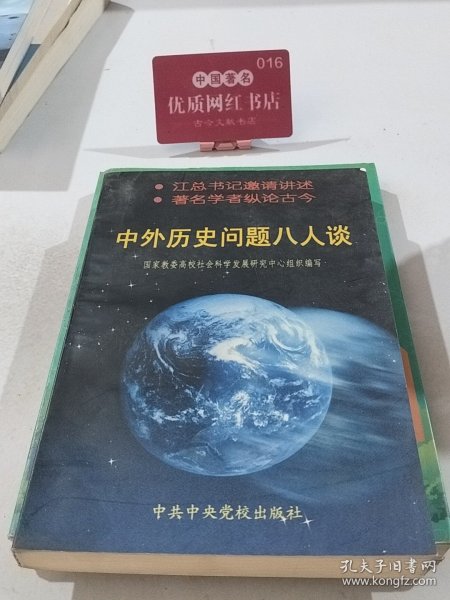 016
中国著名
优质网红书店
古今文献书店
• 江总书记邀请讲述
• 著名学者纵论古今
中外历史问题八人谈
国家教委高校社会科学发展研究中心组织编写
中共中央党校出版社
孔夫子旧书网
www.kongfz.com